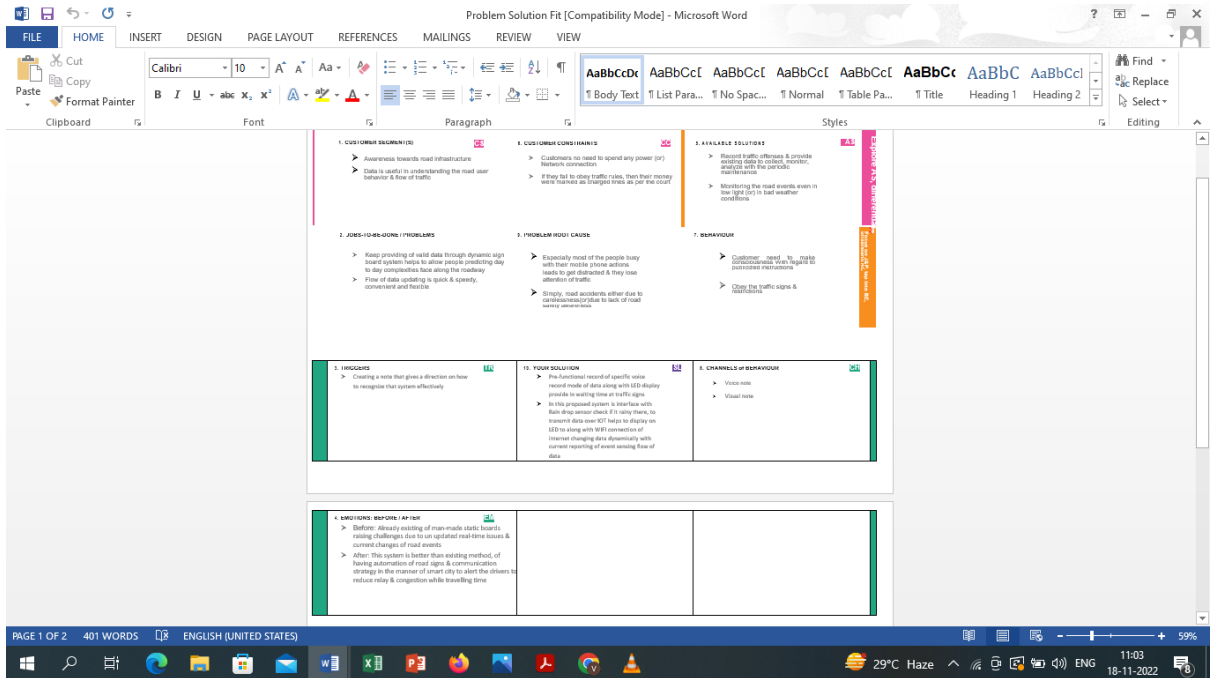 Problem Solution Fit [Compatibility Mode] - Microsoft Word
FILE HOME INSERT DESIGN PAGE LAYOUT REFERENCES MAILINGS REVIEW VIEW
Paste
Cut
Copy
Format Painter
Clipboard
Calibri 10
Font
Paragraph
AaBbCcDc AaBbCcI AaBbCcI AaBbCcI AaBbCcI AaBbCc AaBbC AaBbCcI
¶ Body Text ¶ List Para... ¶ No Spac... ¶ Normal ¶ Table Pa... ¶ Title Heading 1 Heading 2
Styles
Find
Replace
Select
Editing
1. CUSTOMER SEGMENT(S) CS
Awareness towards road infrastructure
Data is useful in understanding the road user
behavior & flow of traffic
6. CUSTOMER CONSTRAINTS CC
Customers no need to spend any power (or)
Network connection
If they fail to obey traffic rules, then their money
were marked as charged fines as per the court
5. AVAILABLE SOLUTIONS AS
Record traffic offenses & provide
existing data to collect, monitor,
analyze with the periodic
maintenance
Monitoring the road events even in
low light (or) in bad weather
conditions
Explore AS,
2. JOBS-TO-BE-DONE / PROBLEMS
Keep providing of valid data through dynamic sign
board system helps to allow people predicting day
to day complexities face along the roadway
Flow of data updating is quick & speedy,
convenient and flexible
9. PROBLEM ROOT CAUSE
Especially most of the people busy
with their mobile phone actions
leads to get distracted & they lose
attention of traffic
Simply, road accidents either due to
carelessness(or)due to lack of road
safety awareness
7. BEHAVIOUR
Customer need to make
consciousness with regard to
published instructions
Obey the traffic signs &
restrictions
3. TRIGGERS TR
Creating a note that gives a direction on how
to recognize that system effectively
10. YOUR SOLUTION SL
Pre-functional record of specific voice
record mode of data along with LED display
provide in waiting time at traffic signs
In this proposed system is interface with
Rain drop sensor check if it rainy there, to
transmit data over IOT helps to display on
LED to along with WIFI connection of
internet changing data dynamically with
current reporting of event sensing flow of
data
8. CHANNELS of BEHAVIOUR CH
Voice note
Visual note
4. EMOTIONS: BEFORE / AFTER EM
Before: Already existing of man-made static boards
raising challenges due to un updated real-time issues &
current changes of road events
After: This system is better than existing method, of
having automation of road signs & communication
strategy in the manner of smart city to alert the drivers to
reduce relay & congestion while travelling time
PAGE 1 OF 2 401 WORDS ENGLISH (UNITED STATES) 59%
29°C Haze ENG 11:03
18-11-2022